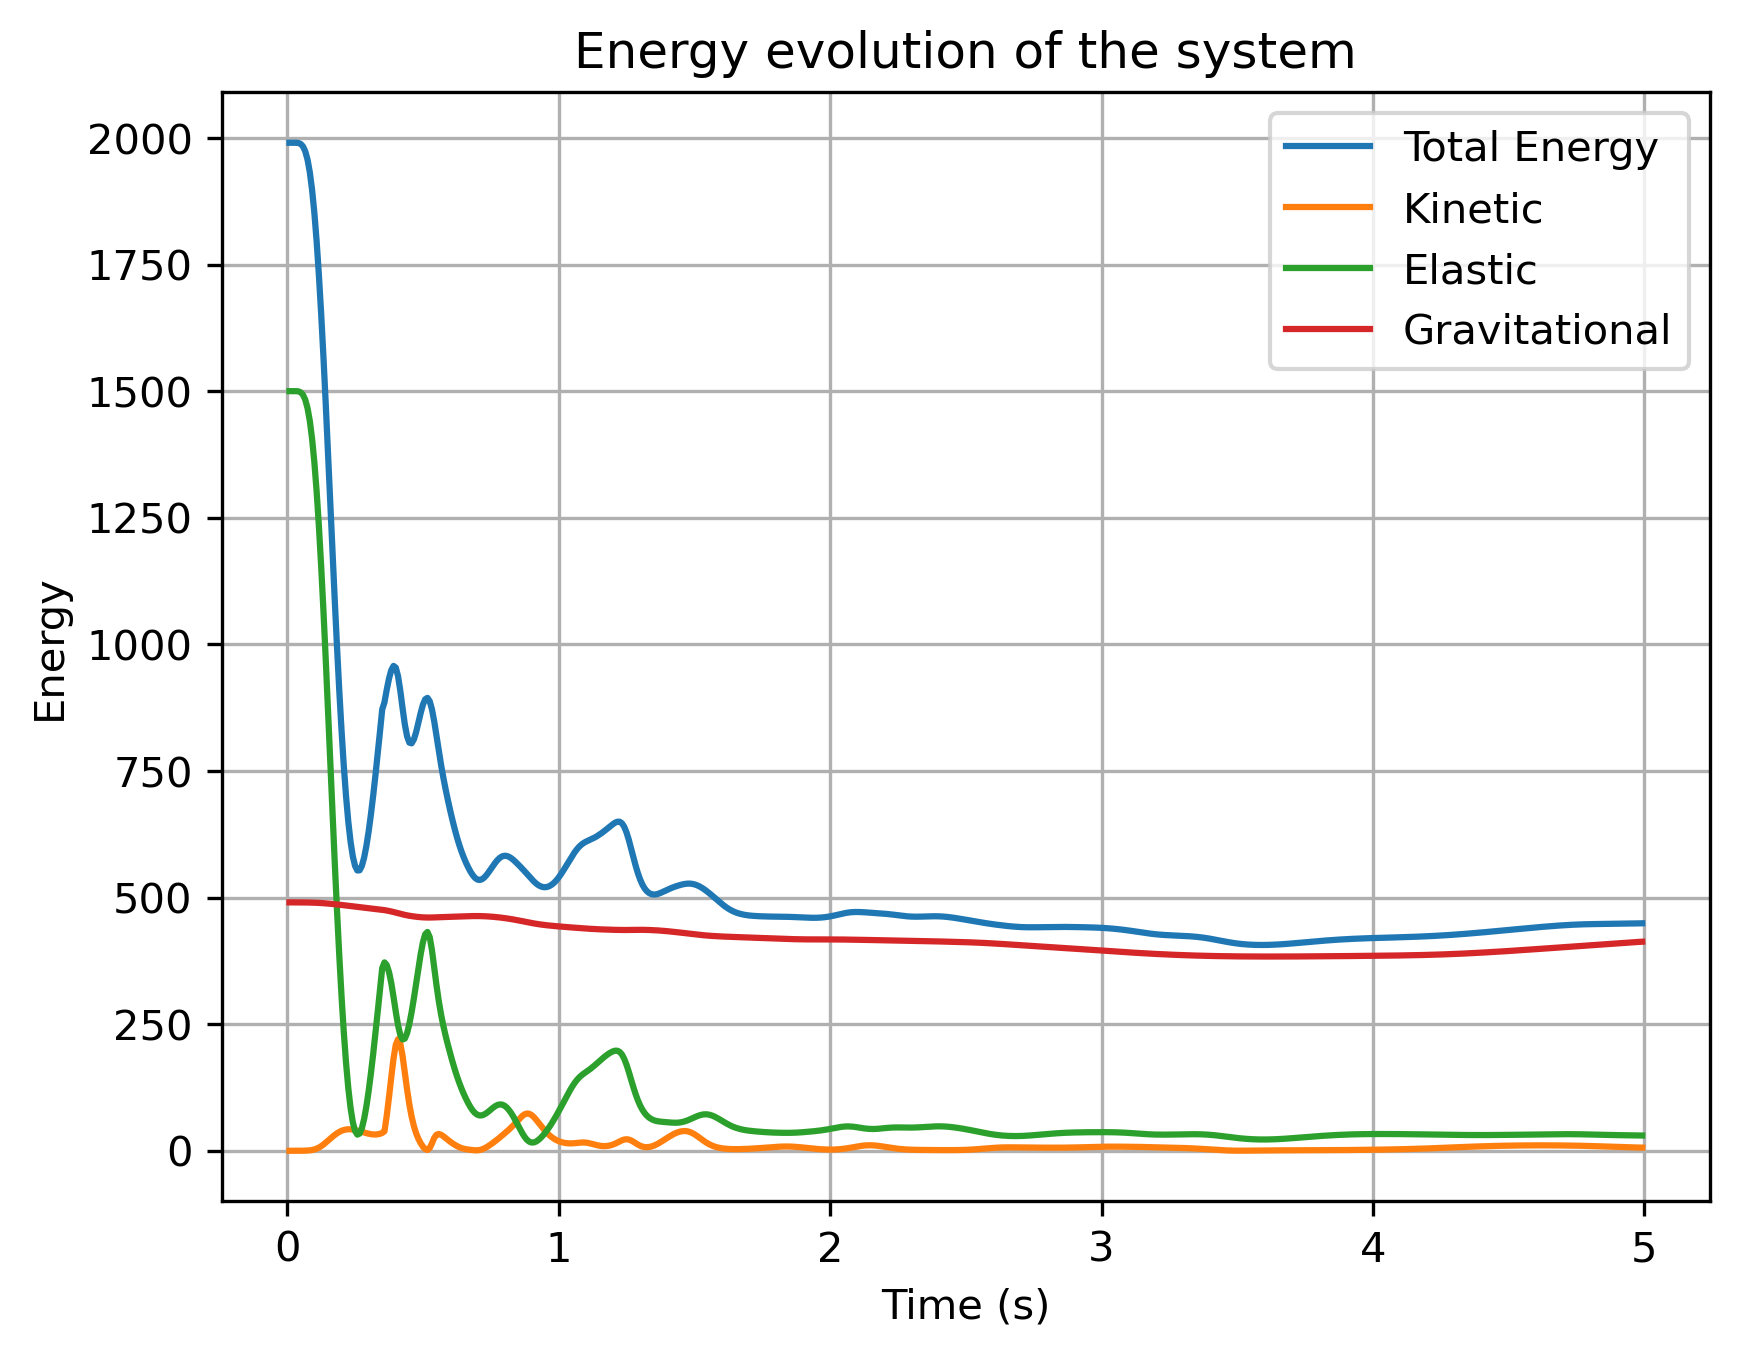 Energy evolution of the system
Total Energy
Kinetic
Elastic
Gravitational
2000
1750
1500
1250
1000
750
500
250
0
Energy
0 1 2 3 4 5
Time (s)